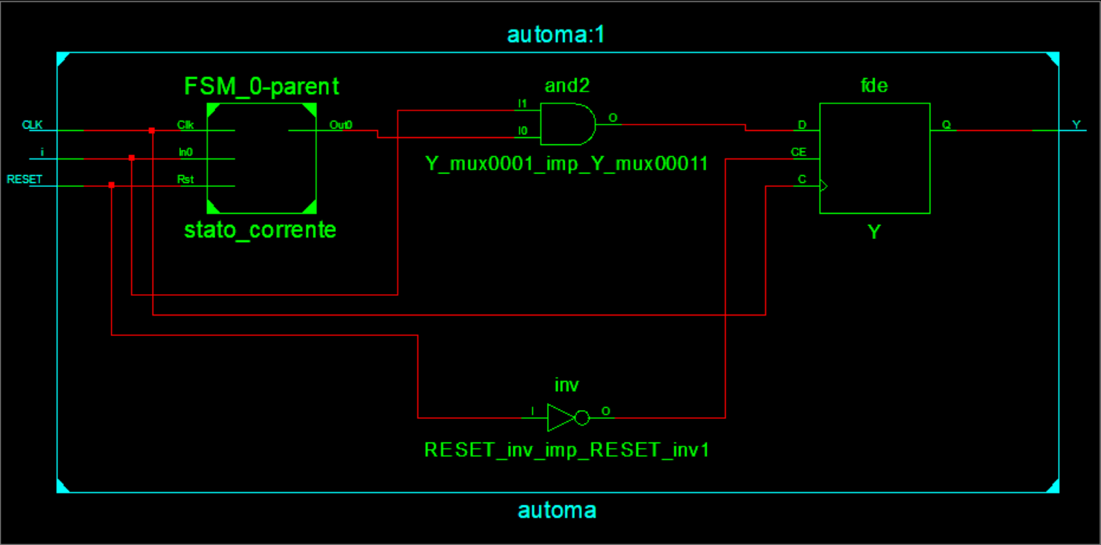 automa:1
FSM_0-parent
and2
fde
CLK
Clk
Out0
I1
O
D
Q
Y
i
In0
I0
CE
RESET
Rst
C
Y_mux0001_imp_Y_mux00011
stato_corrente
Y
inv
I
O
RESET_inv_imp_RESET_inv1
automa